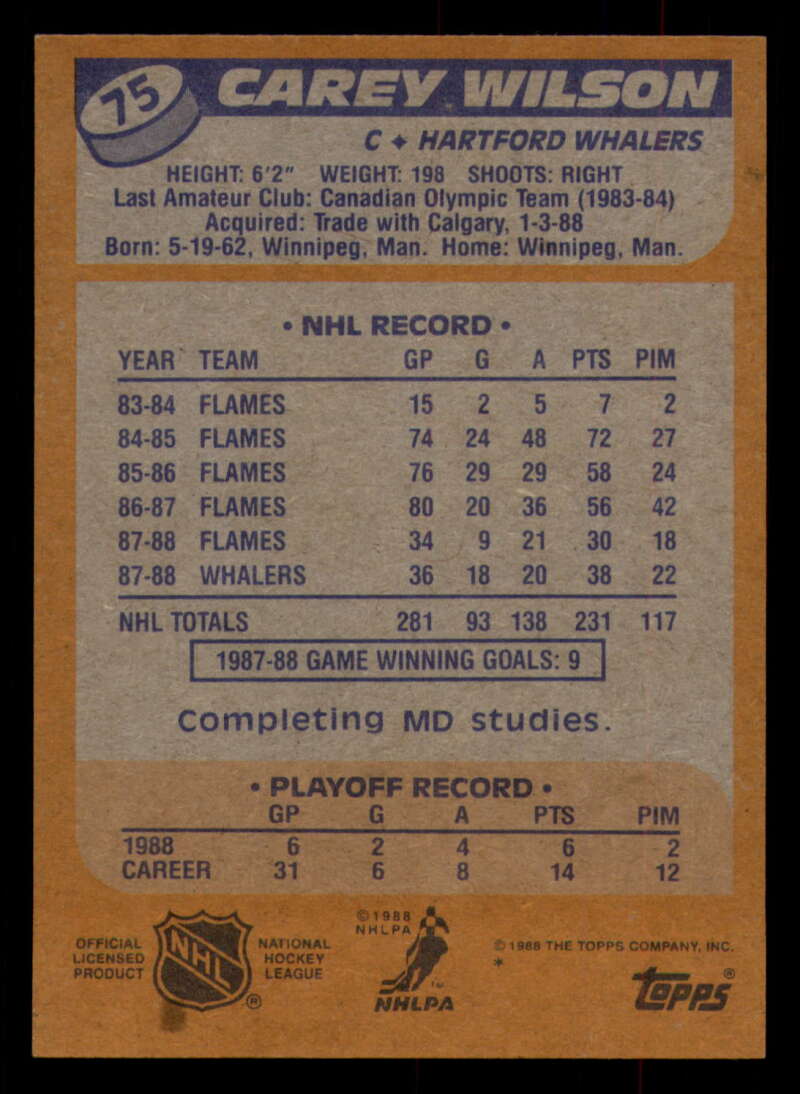 75 CAREY WILSON
C ✦ HARTFORD WHALERS
HEIGHT: 6'2" WEIGHT: 198 SHOOTS: RIGHT
Last Amateur Club: Canadian Olympic Team (1983-84)
Acquired: Trade with Calgary, 1-3-88
Born: 5-19-62, Winnipeg, Man. Home: Winnipeg, Man.
• NHL RECORD •
YEAR TEAM GP G A PTS PIM
83-84 FLAMES 15 2 5 7 2
84-85 FLAMES 74 24 48 72 27
85-86 FLAMES 76 29 29 58 24
86-87 FLAMES 80 20 36 56 42
87-88 FLAMES 34 9 21 30 18
87-88 WHALERS 36 18 20 38 22
NHL TOTALS 281 93 138 231 117
1987-88 GAME WINNING GOALS: 9
Completing MD studies.
• PLAYOFF RECORD •
GP G A PTS PIM
1988 6 2 4 6 2
CAREER 31 6 8 14 12
OFFICIAL
LICENSED
PRODUCT
NHL ®
NATIONAL
HOCKEY
LEAGUE
©1988
NHLPA
TM
NHLPA
© 1988 THE TOPPS COMPANY, INC.
*
Topps®